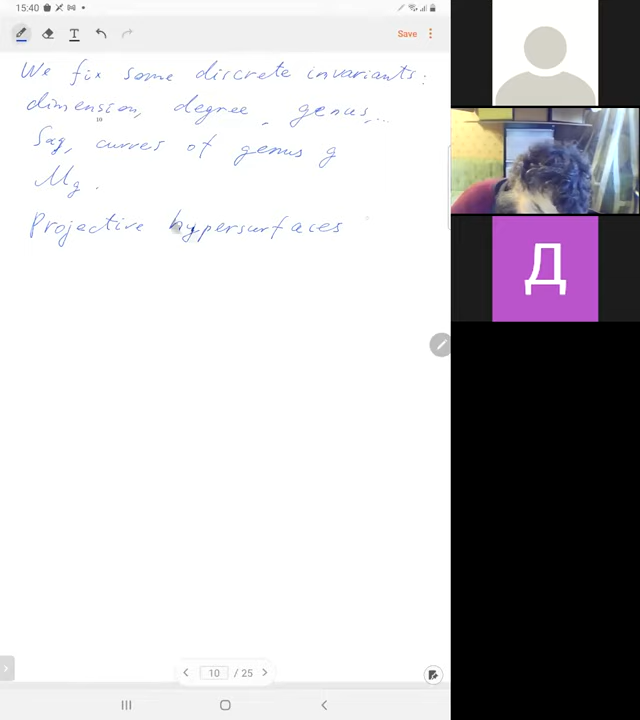 15:40
Save
We fix some discrete invariants:
dimension, degree, genus,...
Say, curves of genus g
Mg.
Projective hypersurfaces
10 / 25
Д